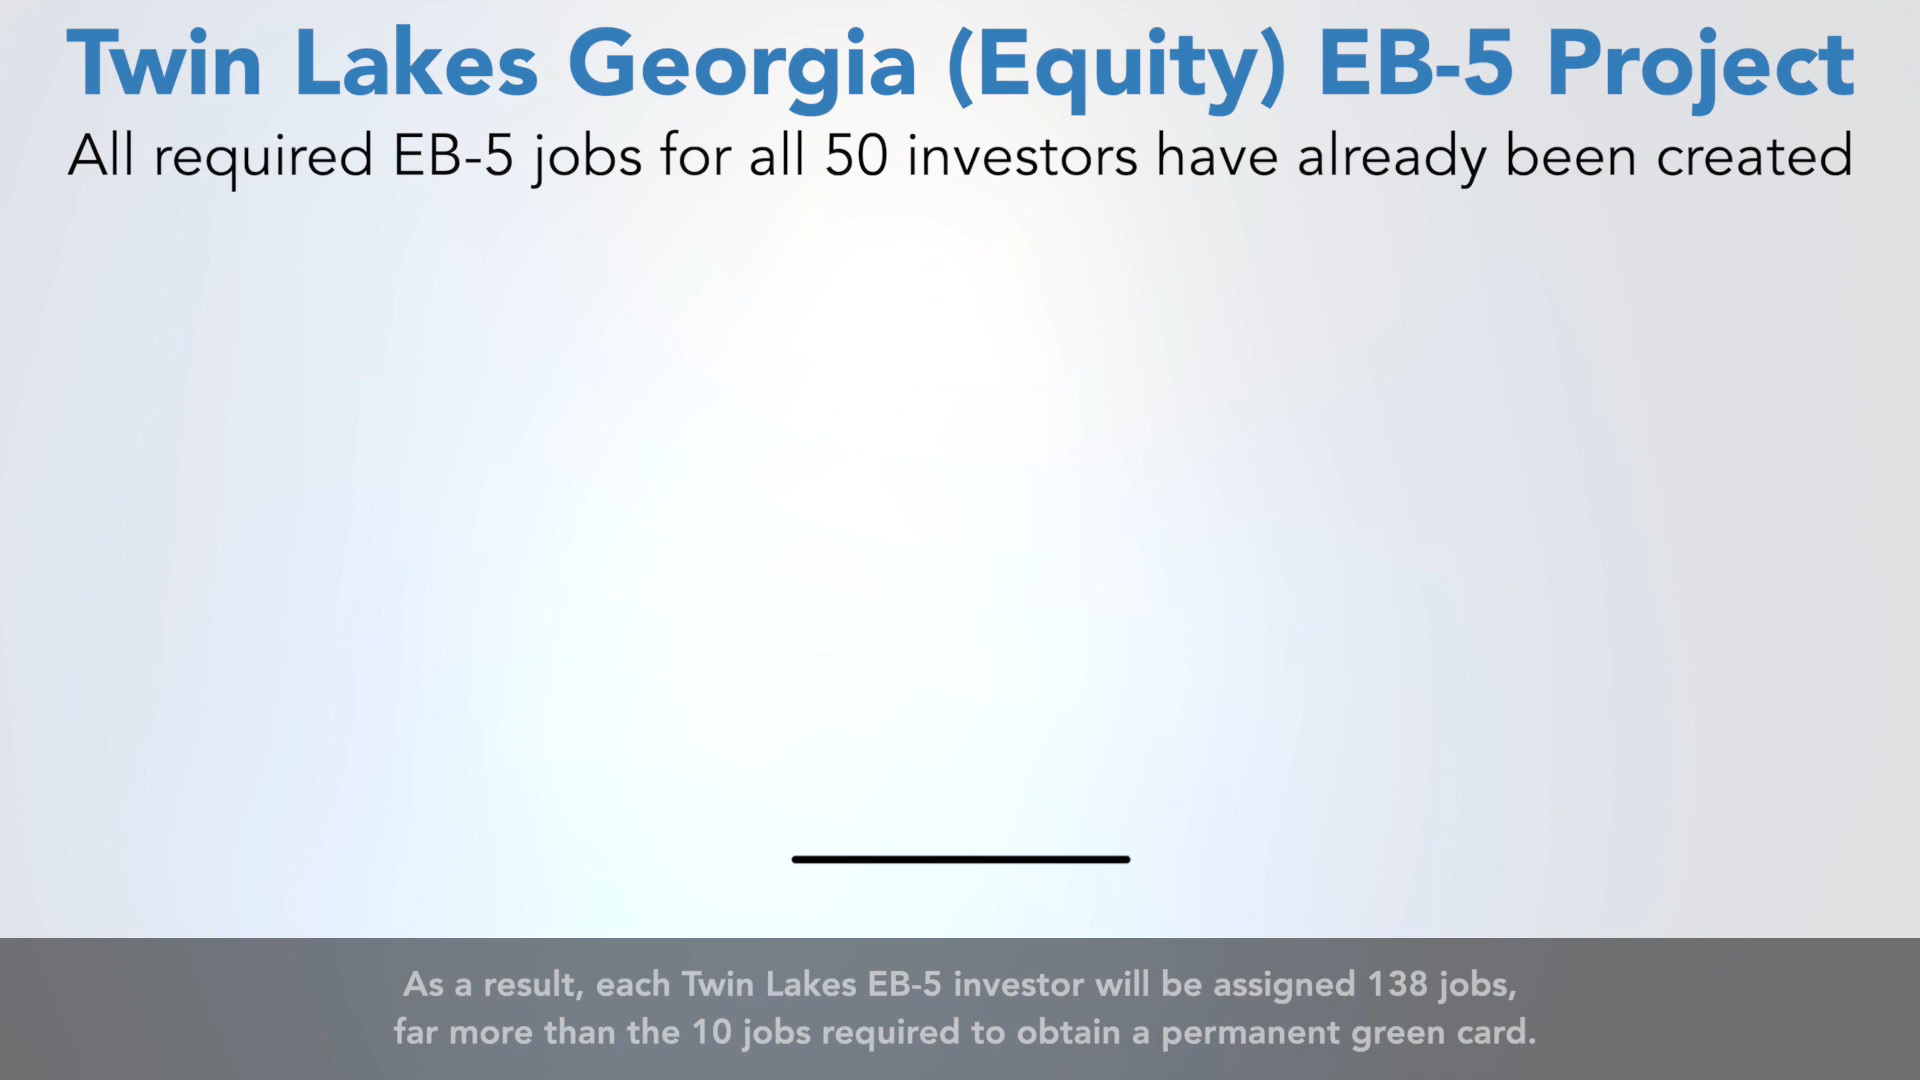 Twin Lakes Georgia (Equity) EB-5 Project
All required EB-5 jobs for all 50 investors have already been created
As a result, each Twin Lakes EB-5 investor will be assigned 138 jobs,
far more than the 10 jobs required to obtain a permanent green card.